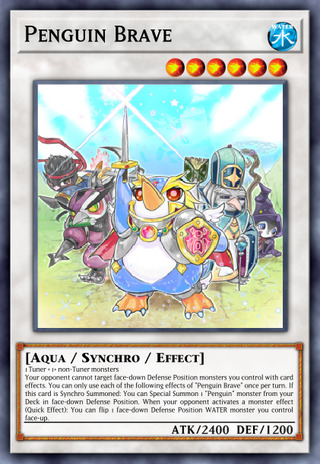 PENGUIN BRAVE
WATER
水
[AQUA / SYNCHRO / EFFECT]
1 Tuner + 1+ non-Tuner monsters
Your opponent cannot target face-down Defense Position monsters you control with card
effects. You can only use each of the following effects of "Penguin Brave" once per turn. If
this card is Synchro Summoned: You can Special Summon 1 "Penguin" monster from your
Deck in face-down Defense Position. When your opponent activates a monster effect
(Quick Effect): You can flip 1 face-down Defense Position WATER monster you control
face-up.
ATK/2400 DEF/1200